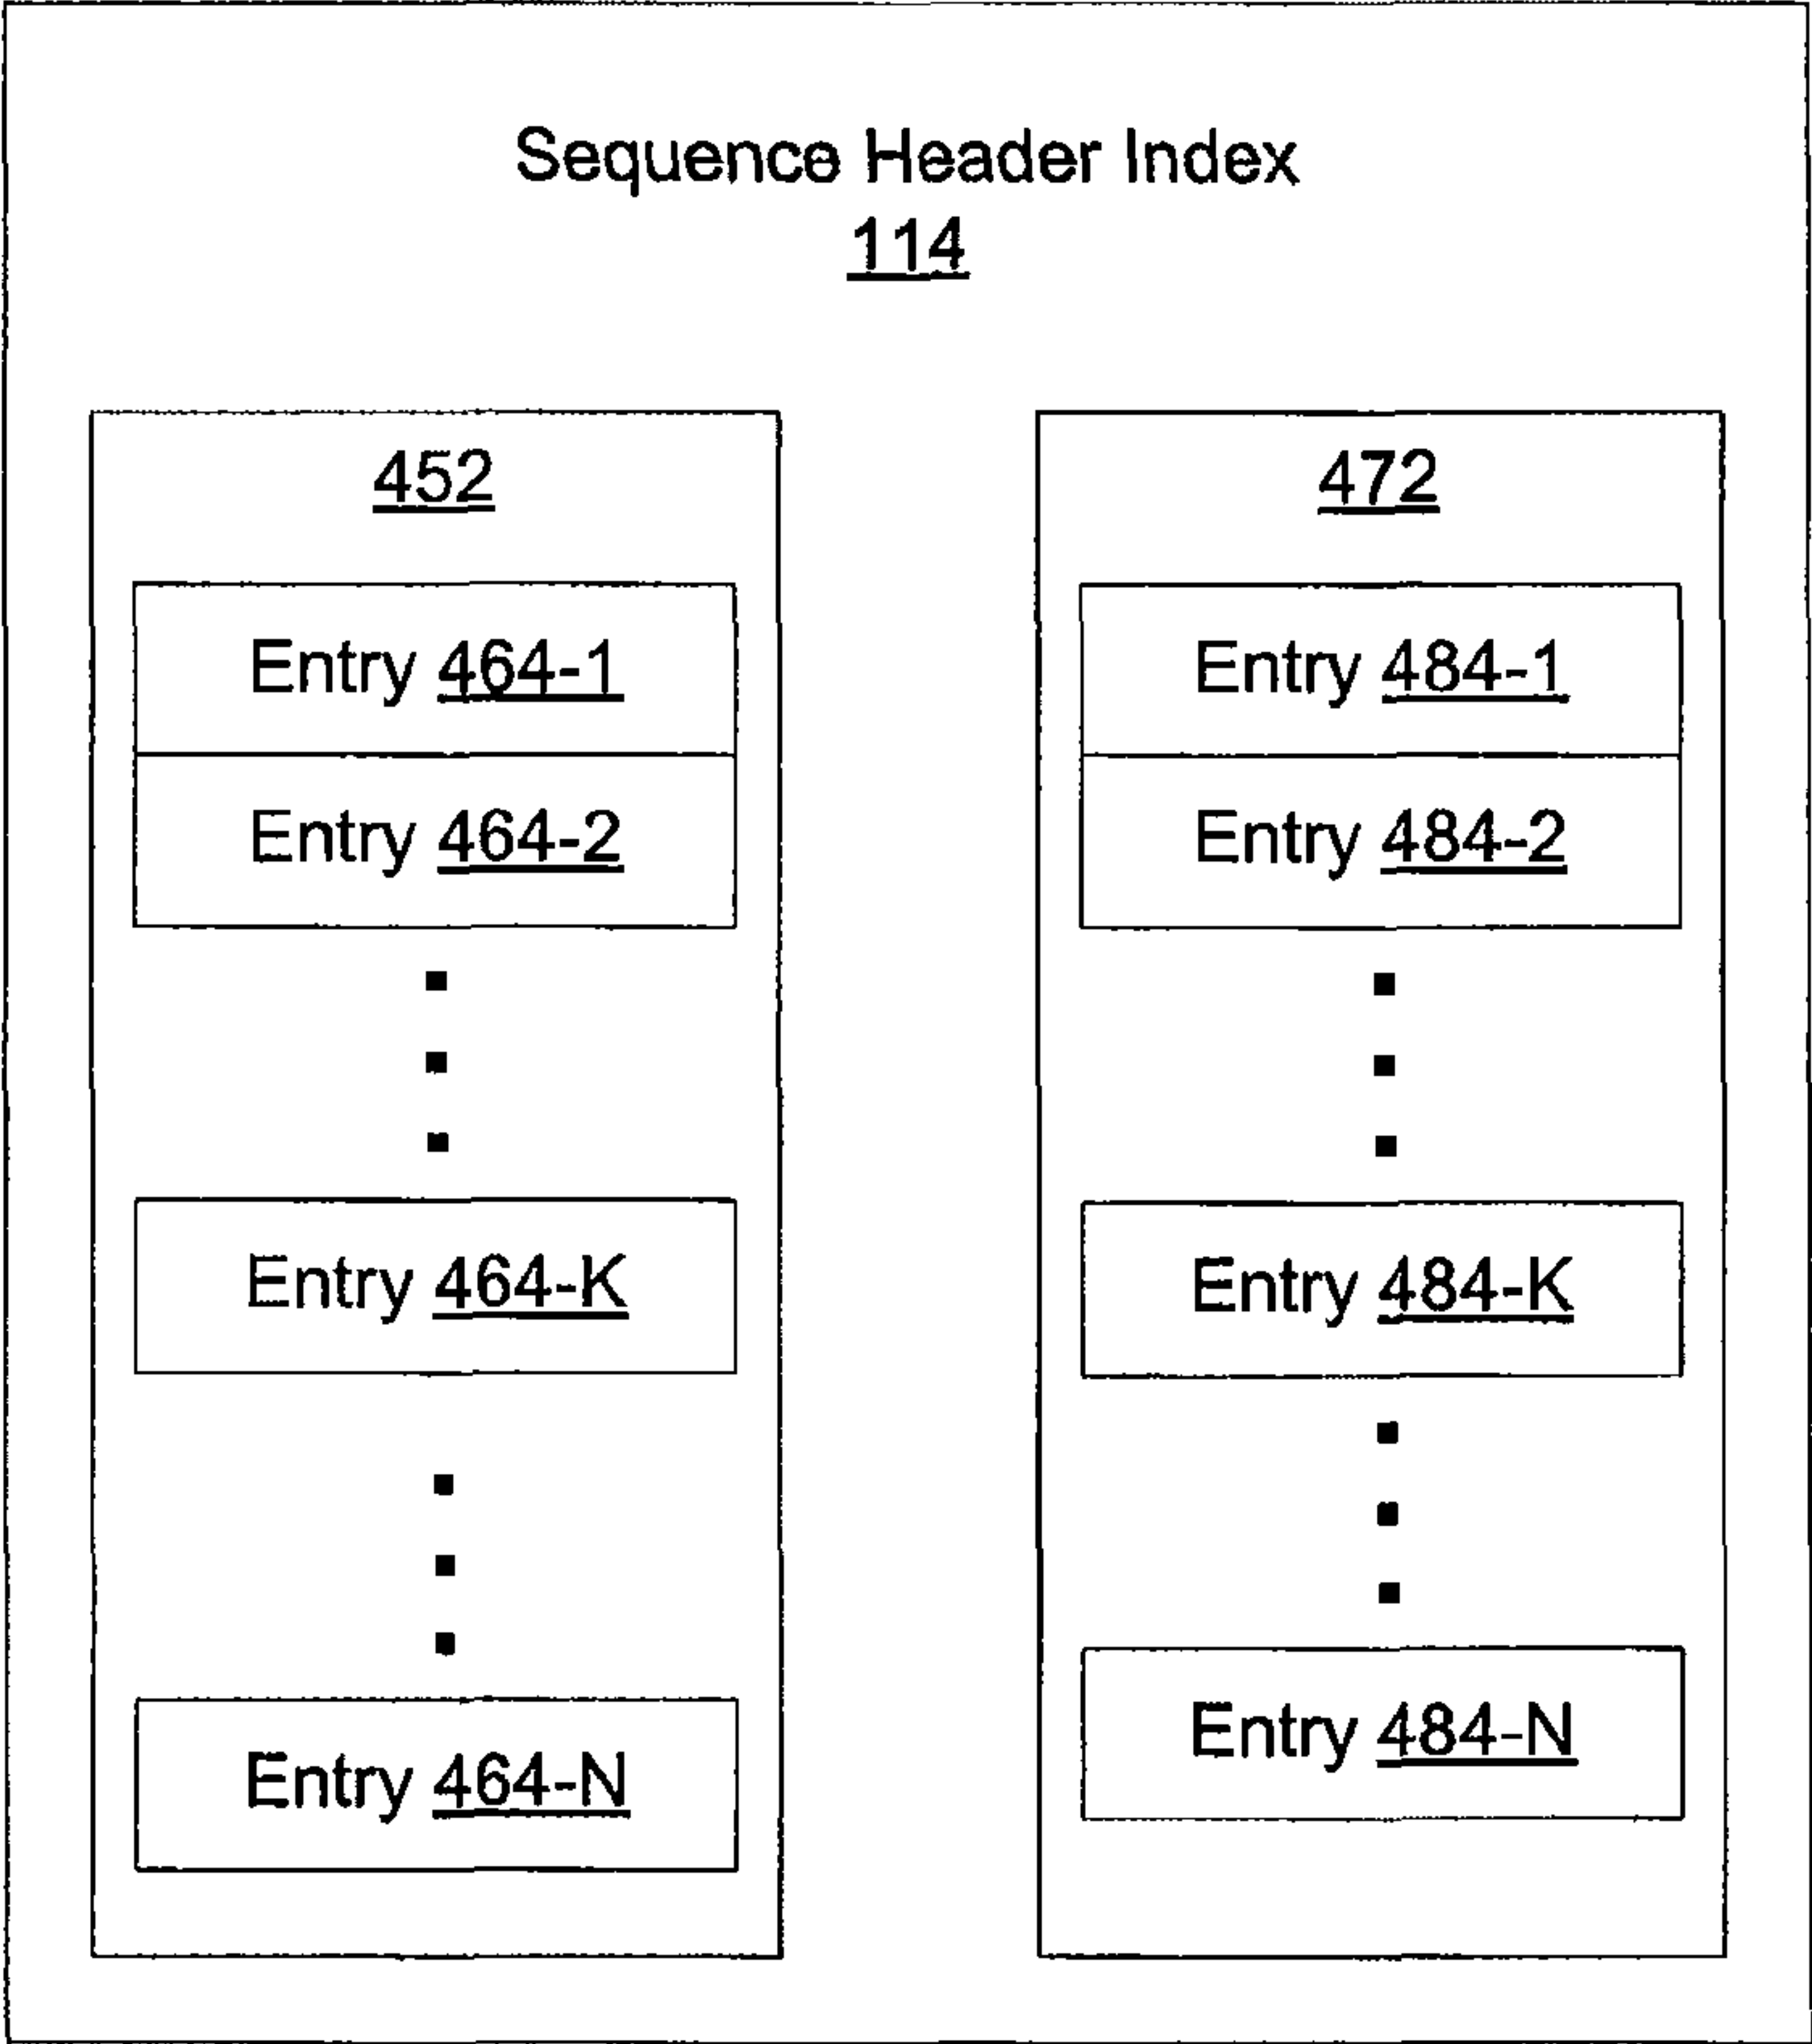 Sequence Header Index
114
452
Entry 464-1
Entry 464-2
Entry 464-K
Entry 464-N
472
Entry 484-1
Entry 484-2
Entry 484-K
Entry 484-N